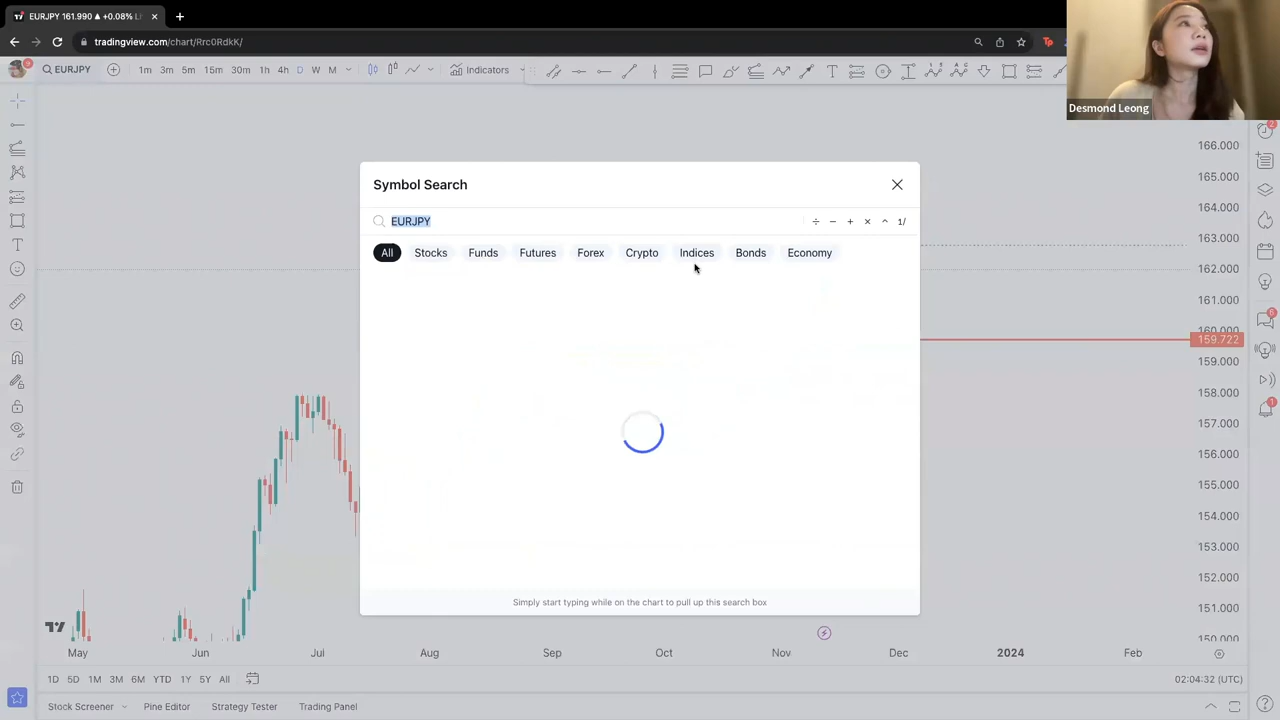 EURJPY 161.990 ▲ +0.08%
tradingview.com/chart/Rrc0RdkK/
EURJPY 1m 3m 5m 15m 30m 1h 4h D W M Indicators
Desmond Leong
Symbol Search
EURJPY ÷ − + × ^ 1/
All Stocks Funds Futures Forex Crypto Indices Bonds Economy
Simply start typing while on the chart to pull up this search box
166.000
165.000
164.000
163.000
162.000
161.000
160.000
159.722
159.000
158.000
157.000
156.000
155.000
154.000
153.000
152.000
151.000
150.000
May Jun Jul Aug Sep Oct Nov Dec 2024 Feb
1D 5D 1M 3M 6M YTD 1Y 5Y All 02:04:32 (UTC)
Stock Screener Pine Editor Strategy Tester Trading Panel